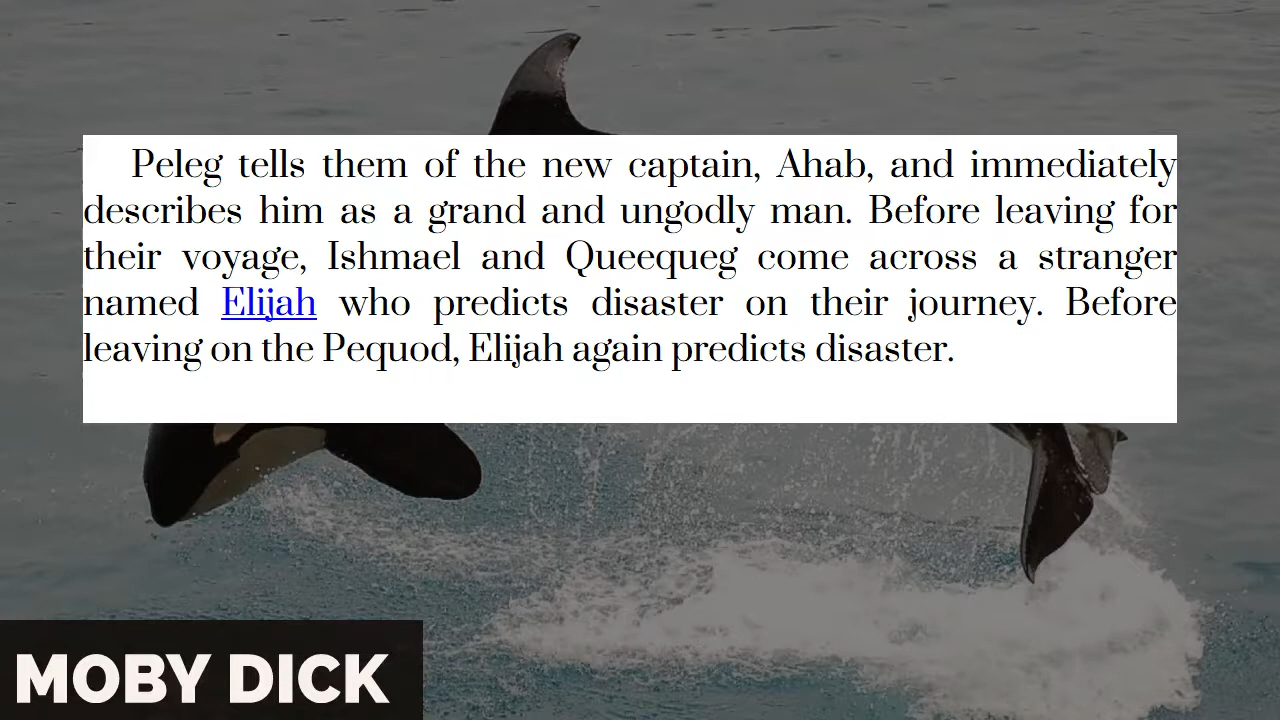 Peleg tells them of the new captain, Ahab, and immediately
describes him as a grand and ungodly man. Before leaving for
their voyage, Ishmael and Queequeg come across a stranger
named Elijah who predicts disaster on their journey. Before
leaving on the Pequod, Elijah again predicts disaster.
MOBY DICK